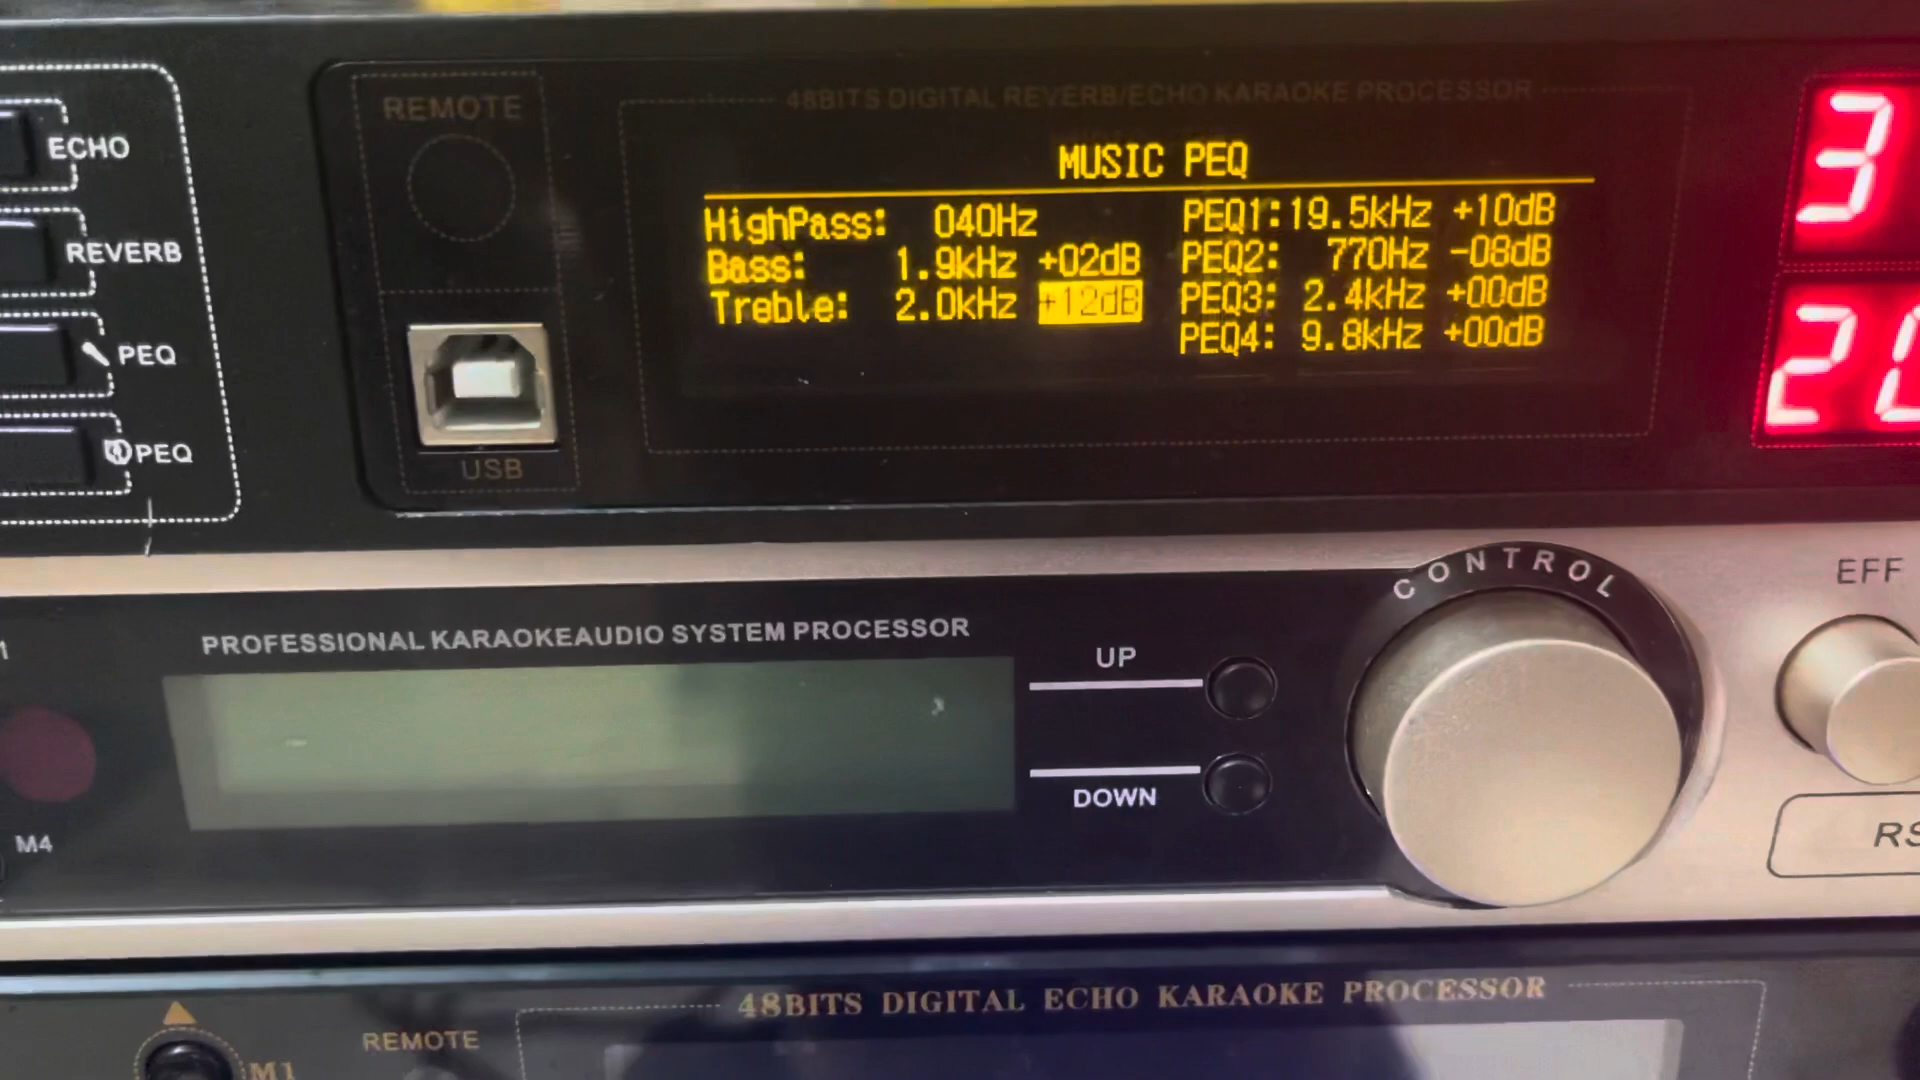 ECHO
REVERB
PEQ
PEQ
REMOTE
USB
48BITS DIGITAL REVERB/ECHO KARAOKE PROCESSOR
MUSIC PEQ
HighPass: 040Hz
Bass: 1.9kHz +02dB
Treble: 2.0kHz +12dB
PEQ1:19.5kHz +10dB
PEQ2: 770Hz -08dB
PEQ3: 2.4kHz +00dB
PEQ4: 9.8kHz +00dB
3
20
PROFESSIONAL KARAOKEAUDIO SYSTEM PROCESSOR
UP
DOWN
CONTROL
EFF
RS
M4
48BITS DIGITAL ECHO KARAOKE PROCESSOR
REMOTE
M1